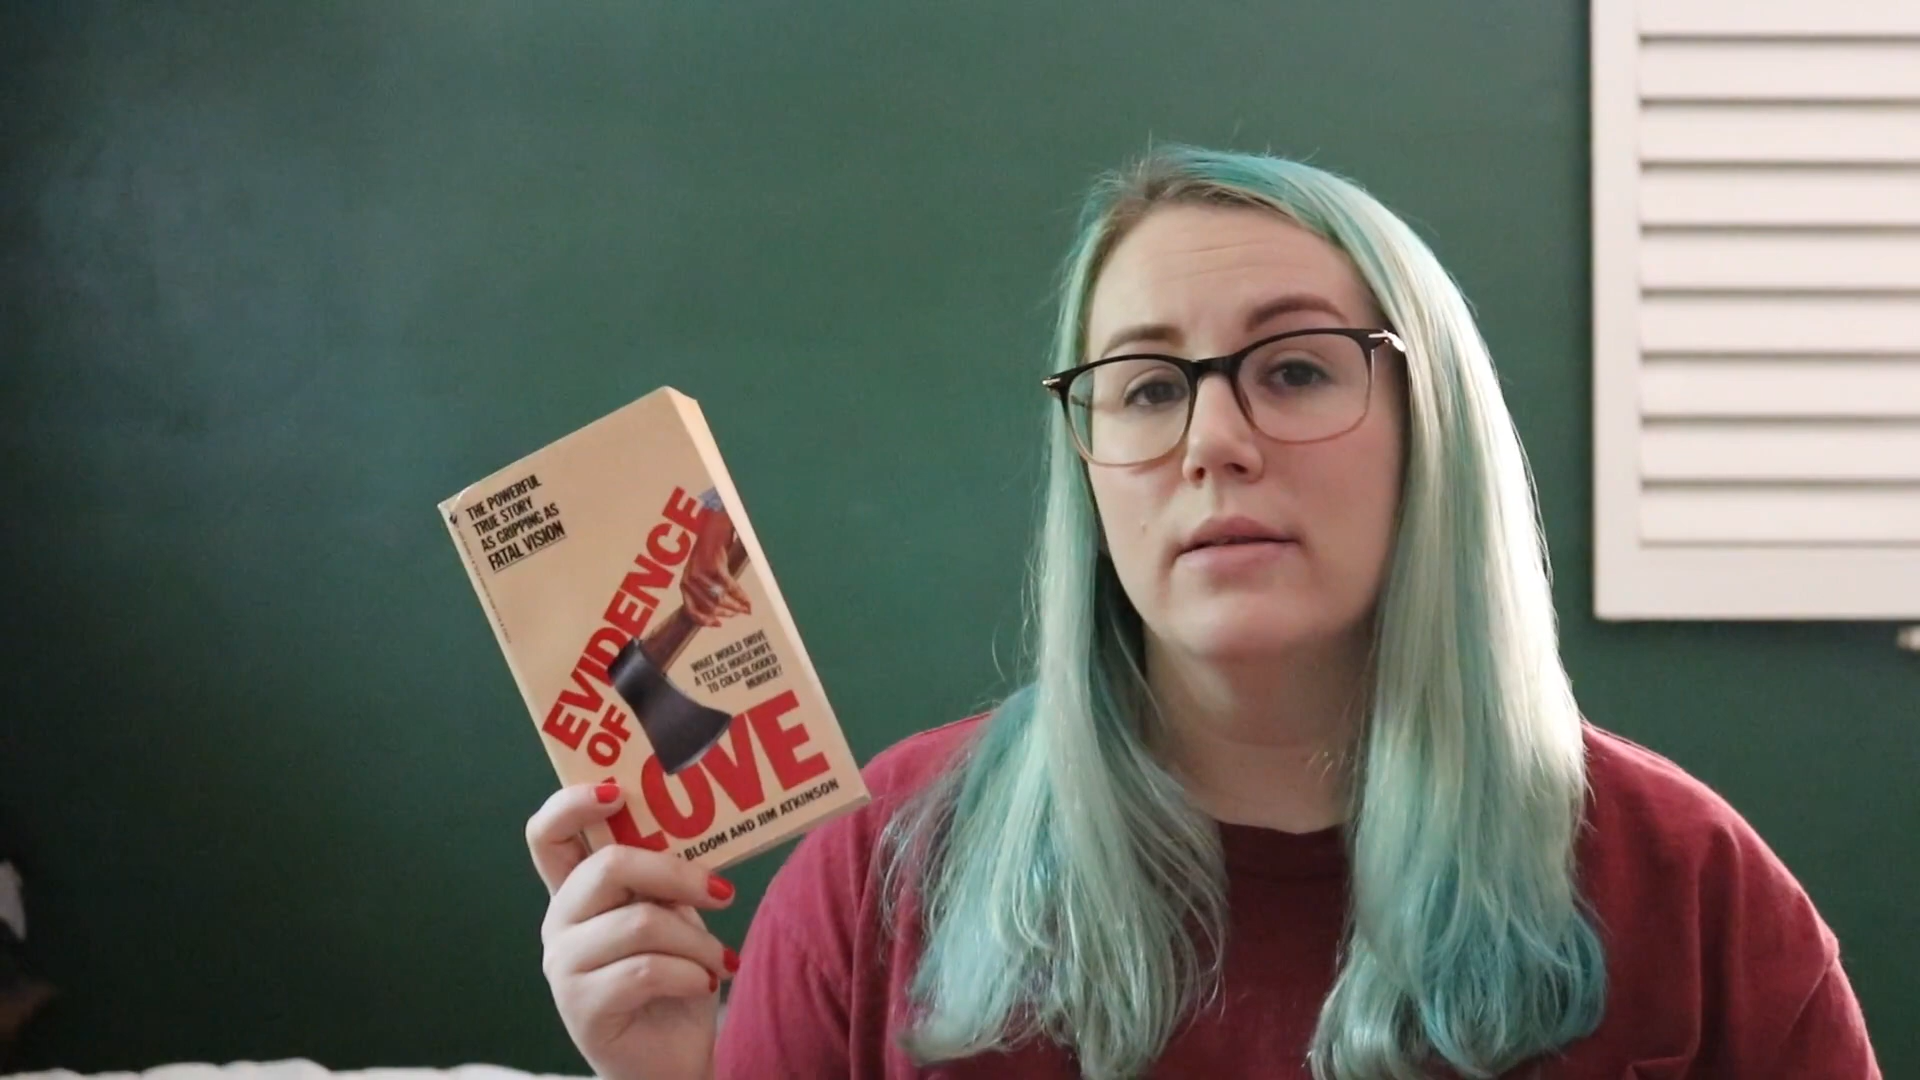 THE POWERFUL
TRUE STORY
AS GRIPPING AS
FATAL VISION
EVIDENCE
OF
WHAT WOULD DRIVE
A TEXAS HOUSEWIFE
TO COLD-BLOODED
MURDER?
LOVE
BLOOM AND JIM ATKINSON